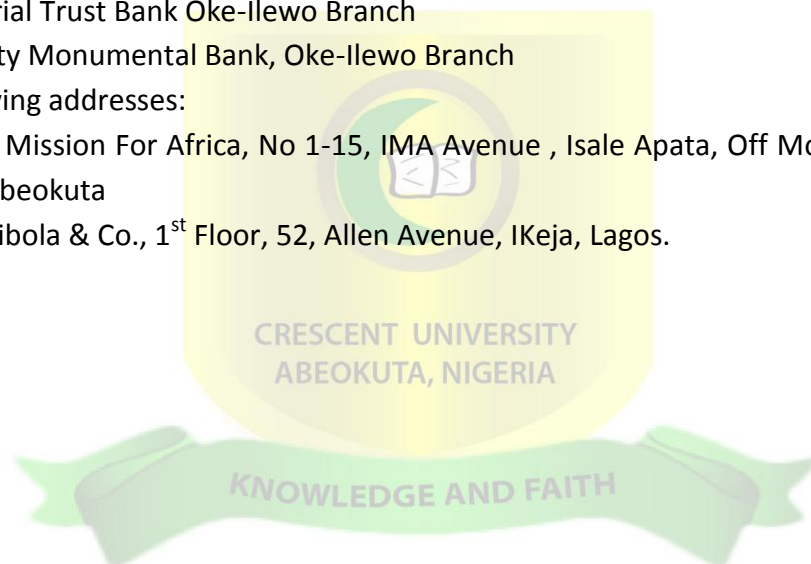 rial Trust Bank Oke-Ilewo Branch
ty Monumental Bank, Oke-Ilewo Branch
ing addresses:
Mission For Africa, No 1-15, IMA Avenue , Isale Apata, Off Mo
beokuta
ibola & Co., 1st Floor, 52, Allen Avenue, IKeja, Lagos.
CRESCENT UNIVERSITY
ABEOKUTA, NIGERIA
KNOWLEDGE AND FAITH